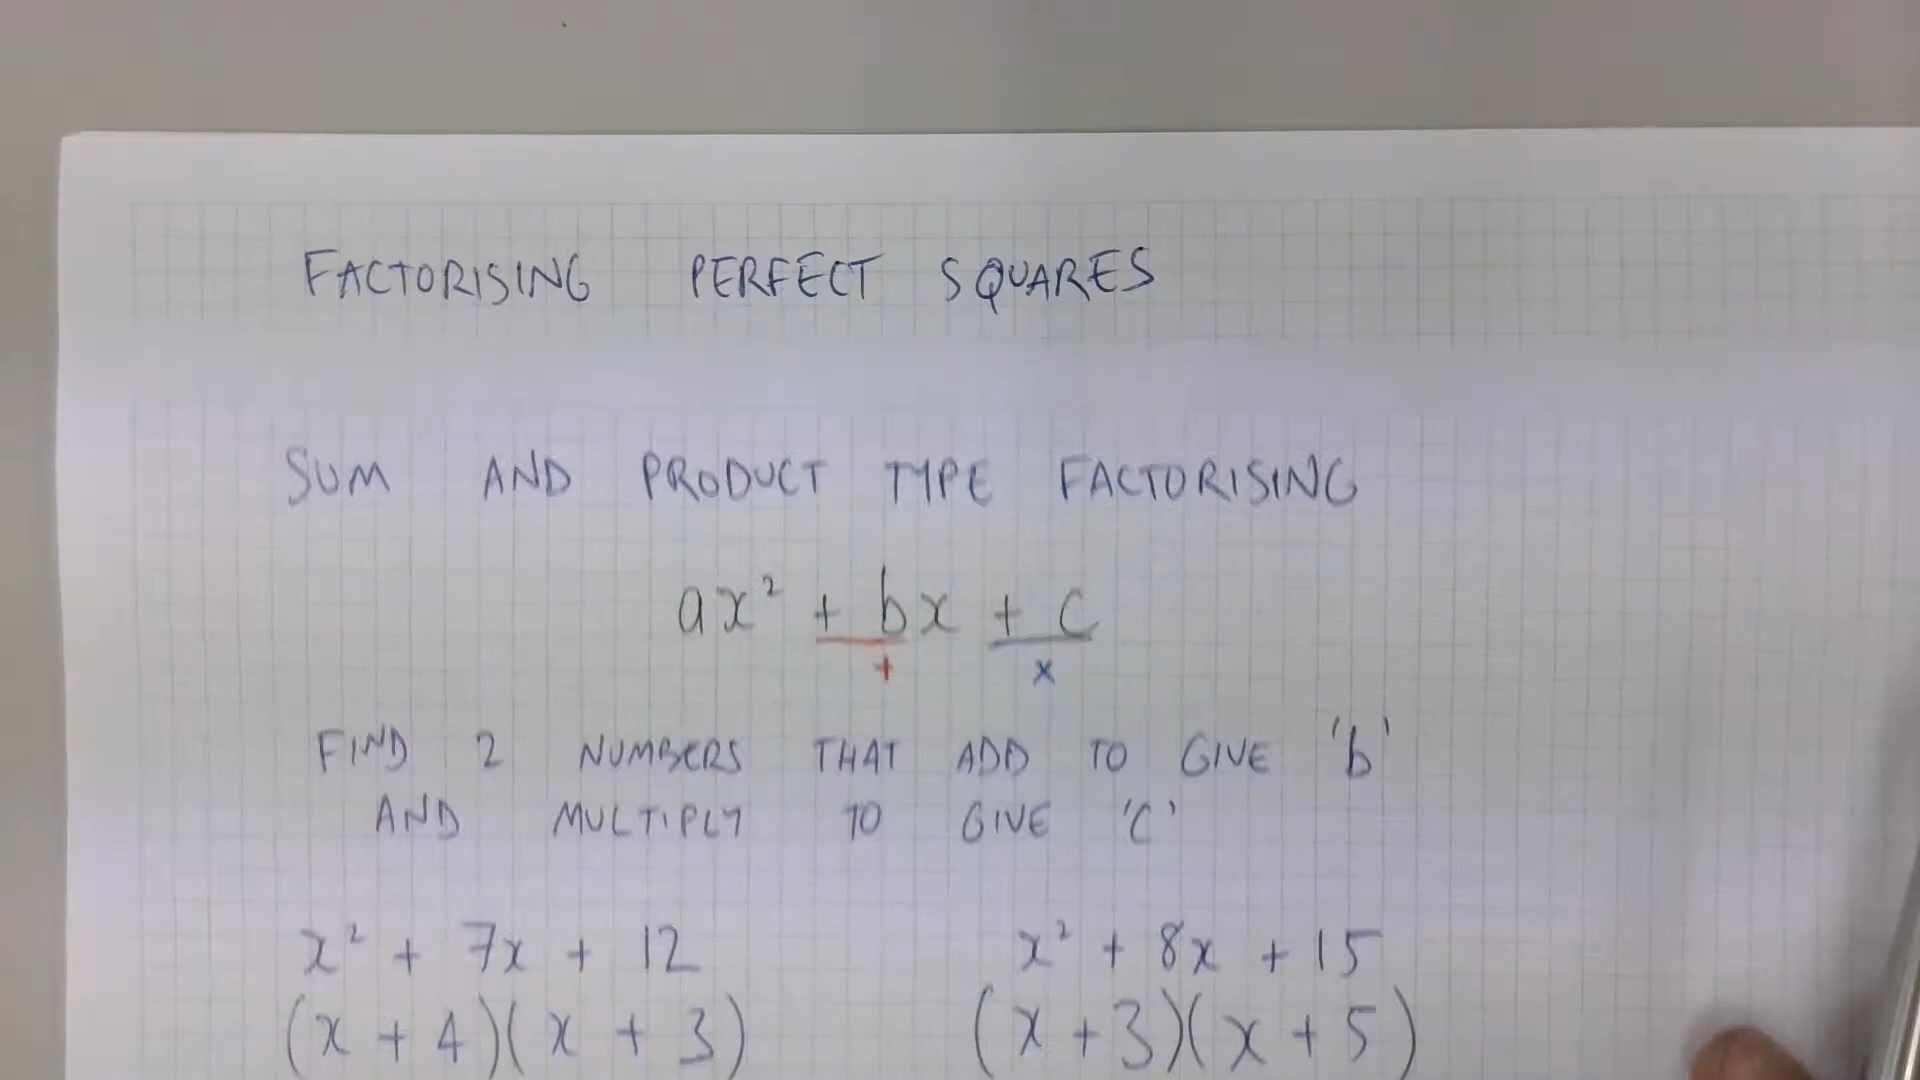 FACTORISING PERFECT SQUARES
SUM AND PRODUCT TYPE FACTORISING
ax² + bx + c
+ x
FIND 2 NUMBERS THAT ADD TO GIVE 'b'
AND MULTIPLY TO GIVE 'C'
x² + 7x + 12 x² + 8x + 15
(x + 4)(x + 3) (x + 3)(x + 5)